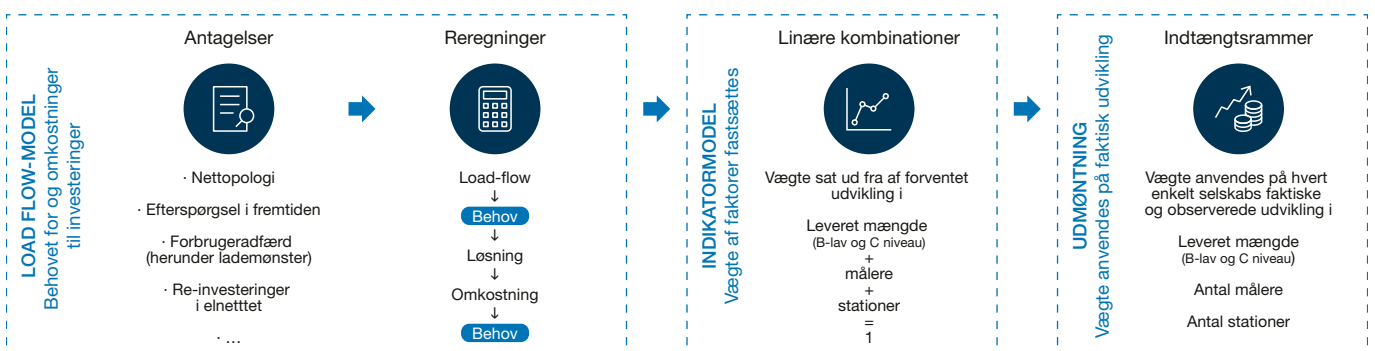 LOAD FLOW-MODEL
Behovet for og omkostninger
til investeringer
Antagelser
· Nettopologi
· Efterspørgsel i fremtiden
· Forbrugeradfærd
(herunder lademønster)
· Re-investeringer
i elnetttet
· ...
Reregninger
Load-flow
↓
Behov
↓
Løsning
↓
Omkostning
↓
Behov
INDIKATORMODEL
Vægte af faktorer fastsættes
Linære kombinationer
Vægte sat ud fra af forventet
udvikling i
Leveret mængde
(B-lav og C niveau)
+
målere
+
stationer
=
1
UDMØNTNING
Vægte anvendes på faktisk udvikling
Indtængtsrammer
Vægte anvendes på hvert
enkelt selskabs faktiske
og observerede udvikling i
Leveret mængde
(B-lav og C niveau)
Antal målere
Antal stationer